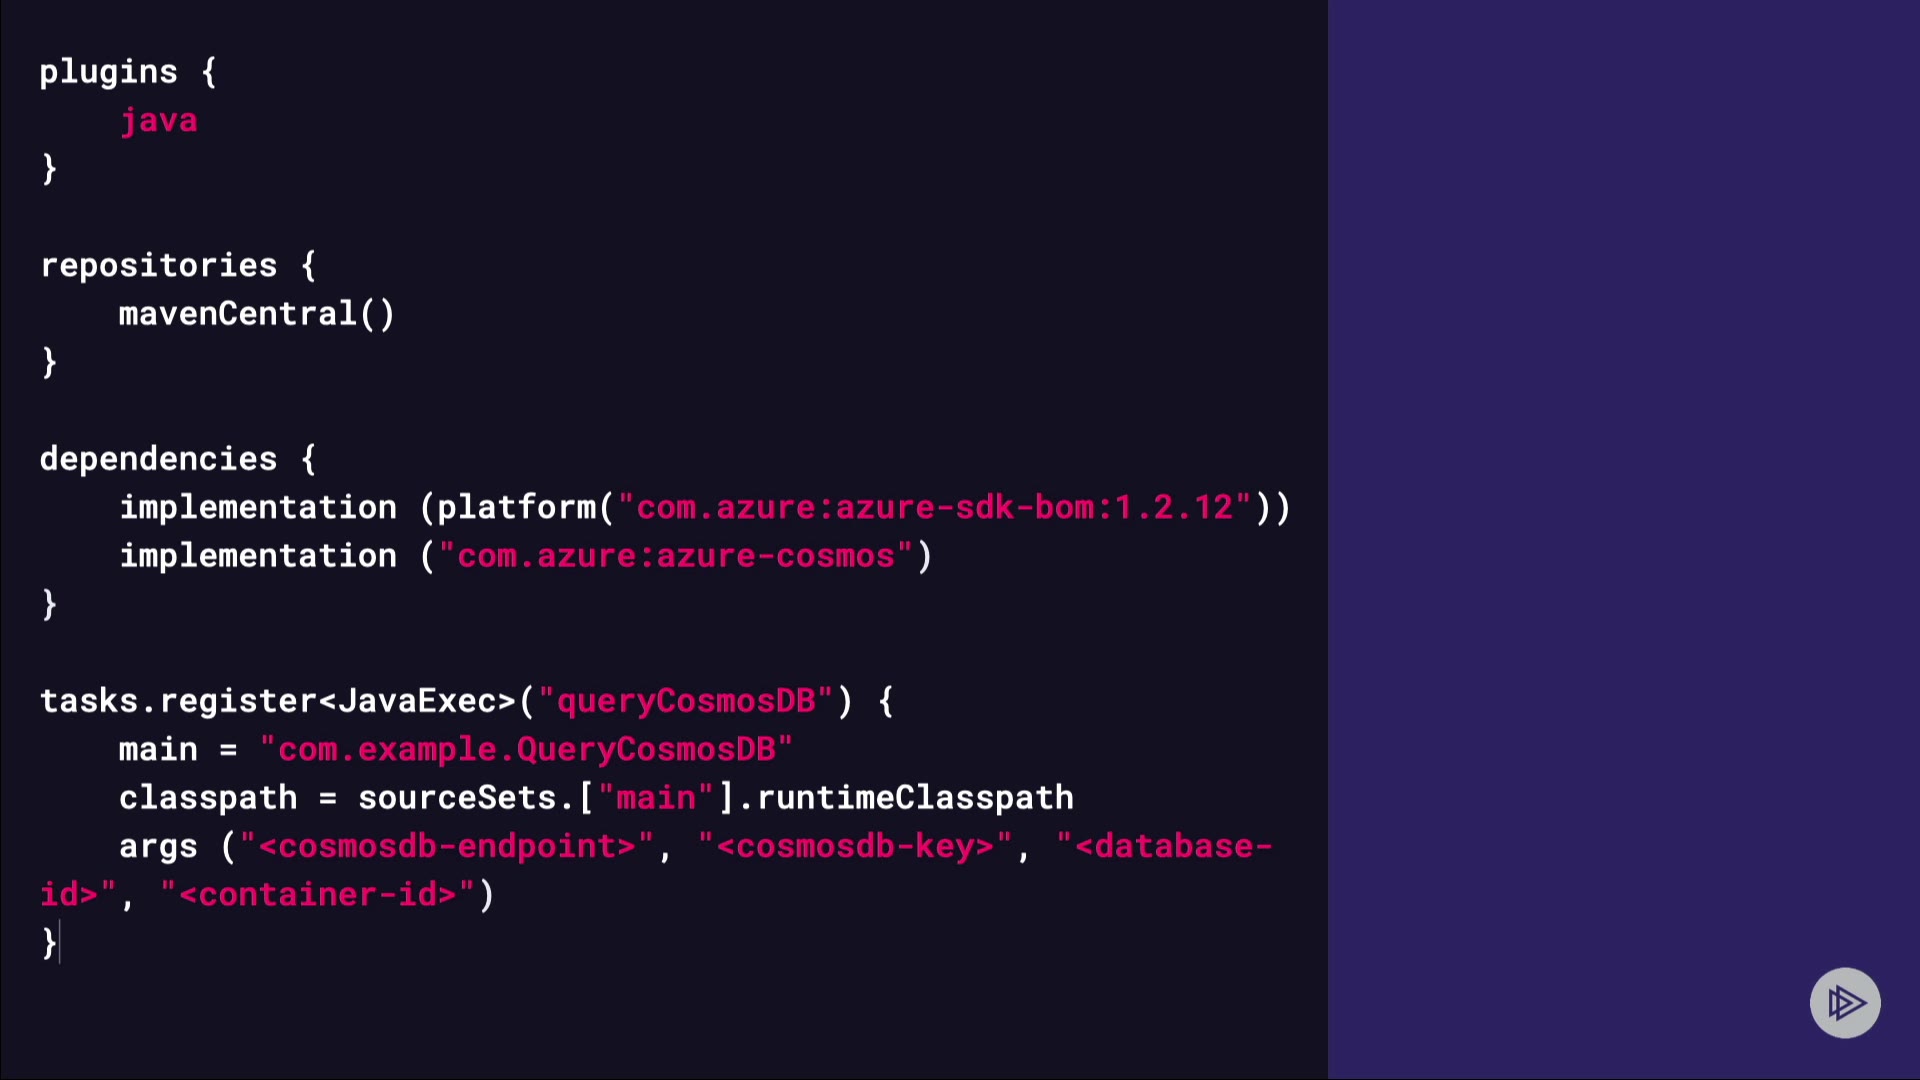 plugins {
java
}
repositories {
mavenCentral()
}
dependencies {
implementation (platform("com.azure:azure-sdk-bom:1.2.12"))
implementation ("com.azure:azure-cosmos")
}
tasks.register<JavaExec>("queryCosmosDB") {
main = "com.example.QueryCosmosDB"
classpath = sourceSets.["main"].runtimeClasspath
args ("<cosmosdb-endpoint>", "<cosmosdb-key>", "<database-
id>", "<container-id>")
}